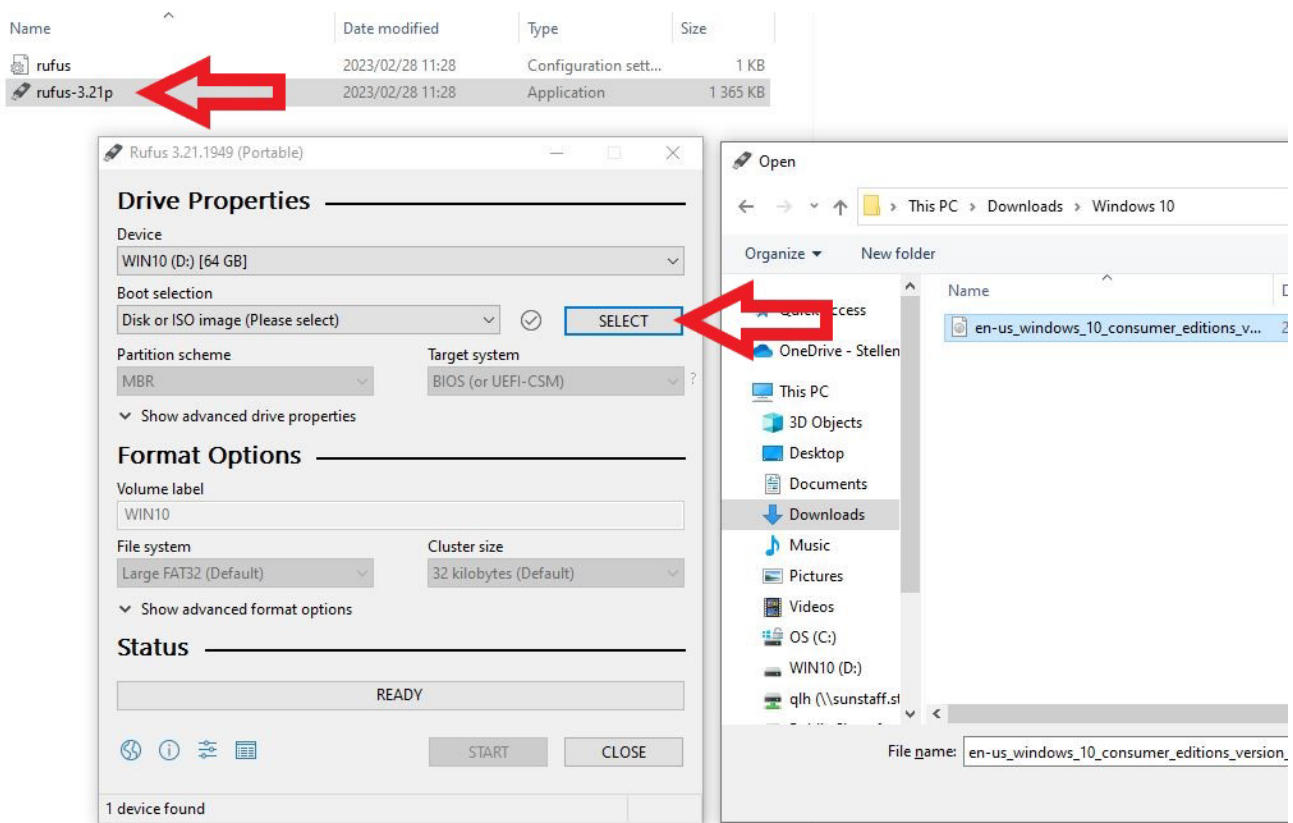 Name Date modified Type Size
rufus 2023/02/28 11:28 Configuration sett... 1 KB
rufus-3.21p 2023/02/28 11:28 Application 1 365 KB
Rufus 3.21.1949 (Portable)
Drive Properties
Device
WIN10 (D:) [64 GB]
Boot selection
Disk or ISO image (Please select) SELECT
Partition scheme Target system
MBR BIOS (or UEFI-CSM) ?
Show advanced drive properties
Format Options
Volume label
WIN10
File system Cluster size
Large FAT32 (Default) 32 kilobytes (Default)
Show advanced format options
Status
READY
START CLOSE
1 device found
Open
This PC > Downloads > Windows 10
Organize New folder
Name
en-us_windows_10_consumer_editions_v... 2
OneDrive - Stellen
This PC
3D Objects
Desktop
Documents
Downloads
Music
Pictures
Videos
OS (C:)
WIN10 (D:)
qlh (\\sunstaff.st
File name: en-us_windows_10_consumer_editions_version_